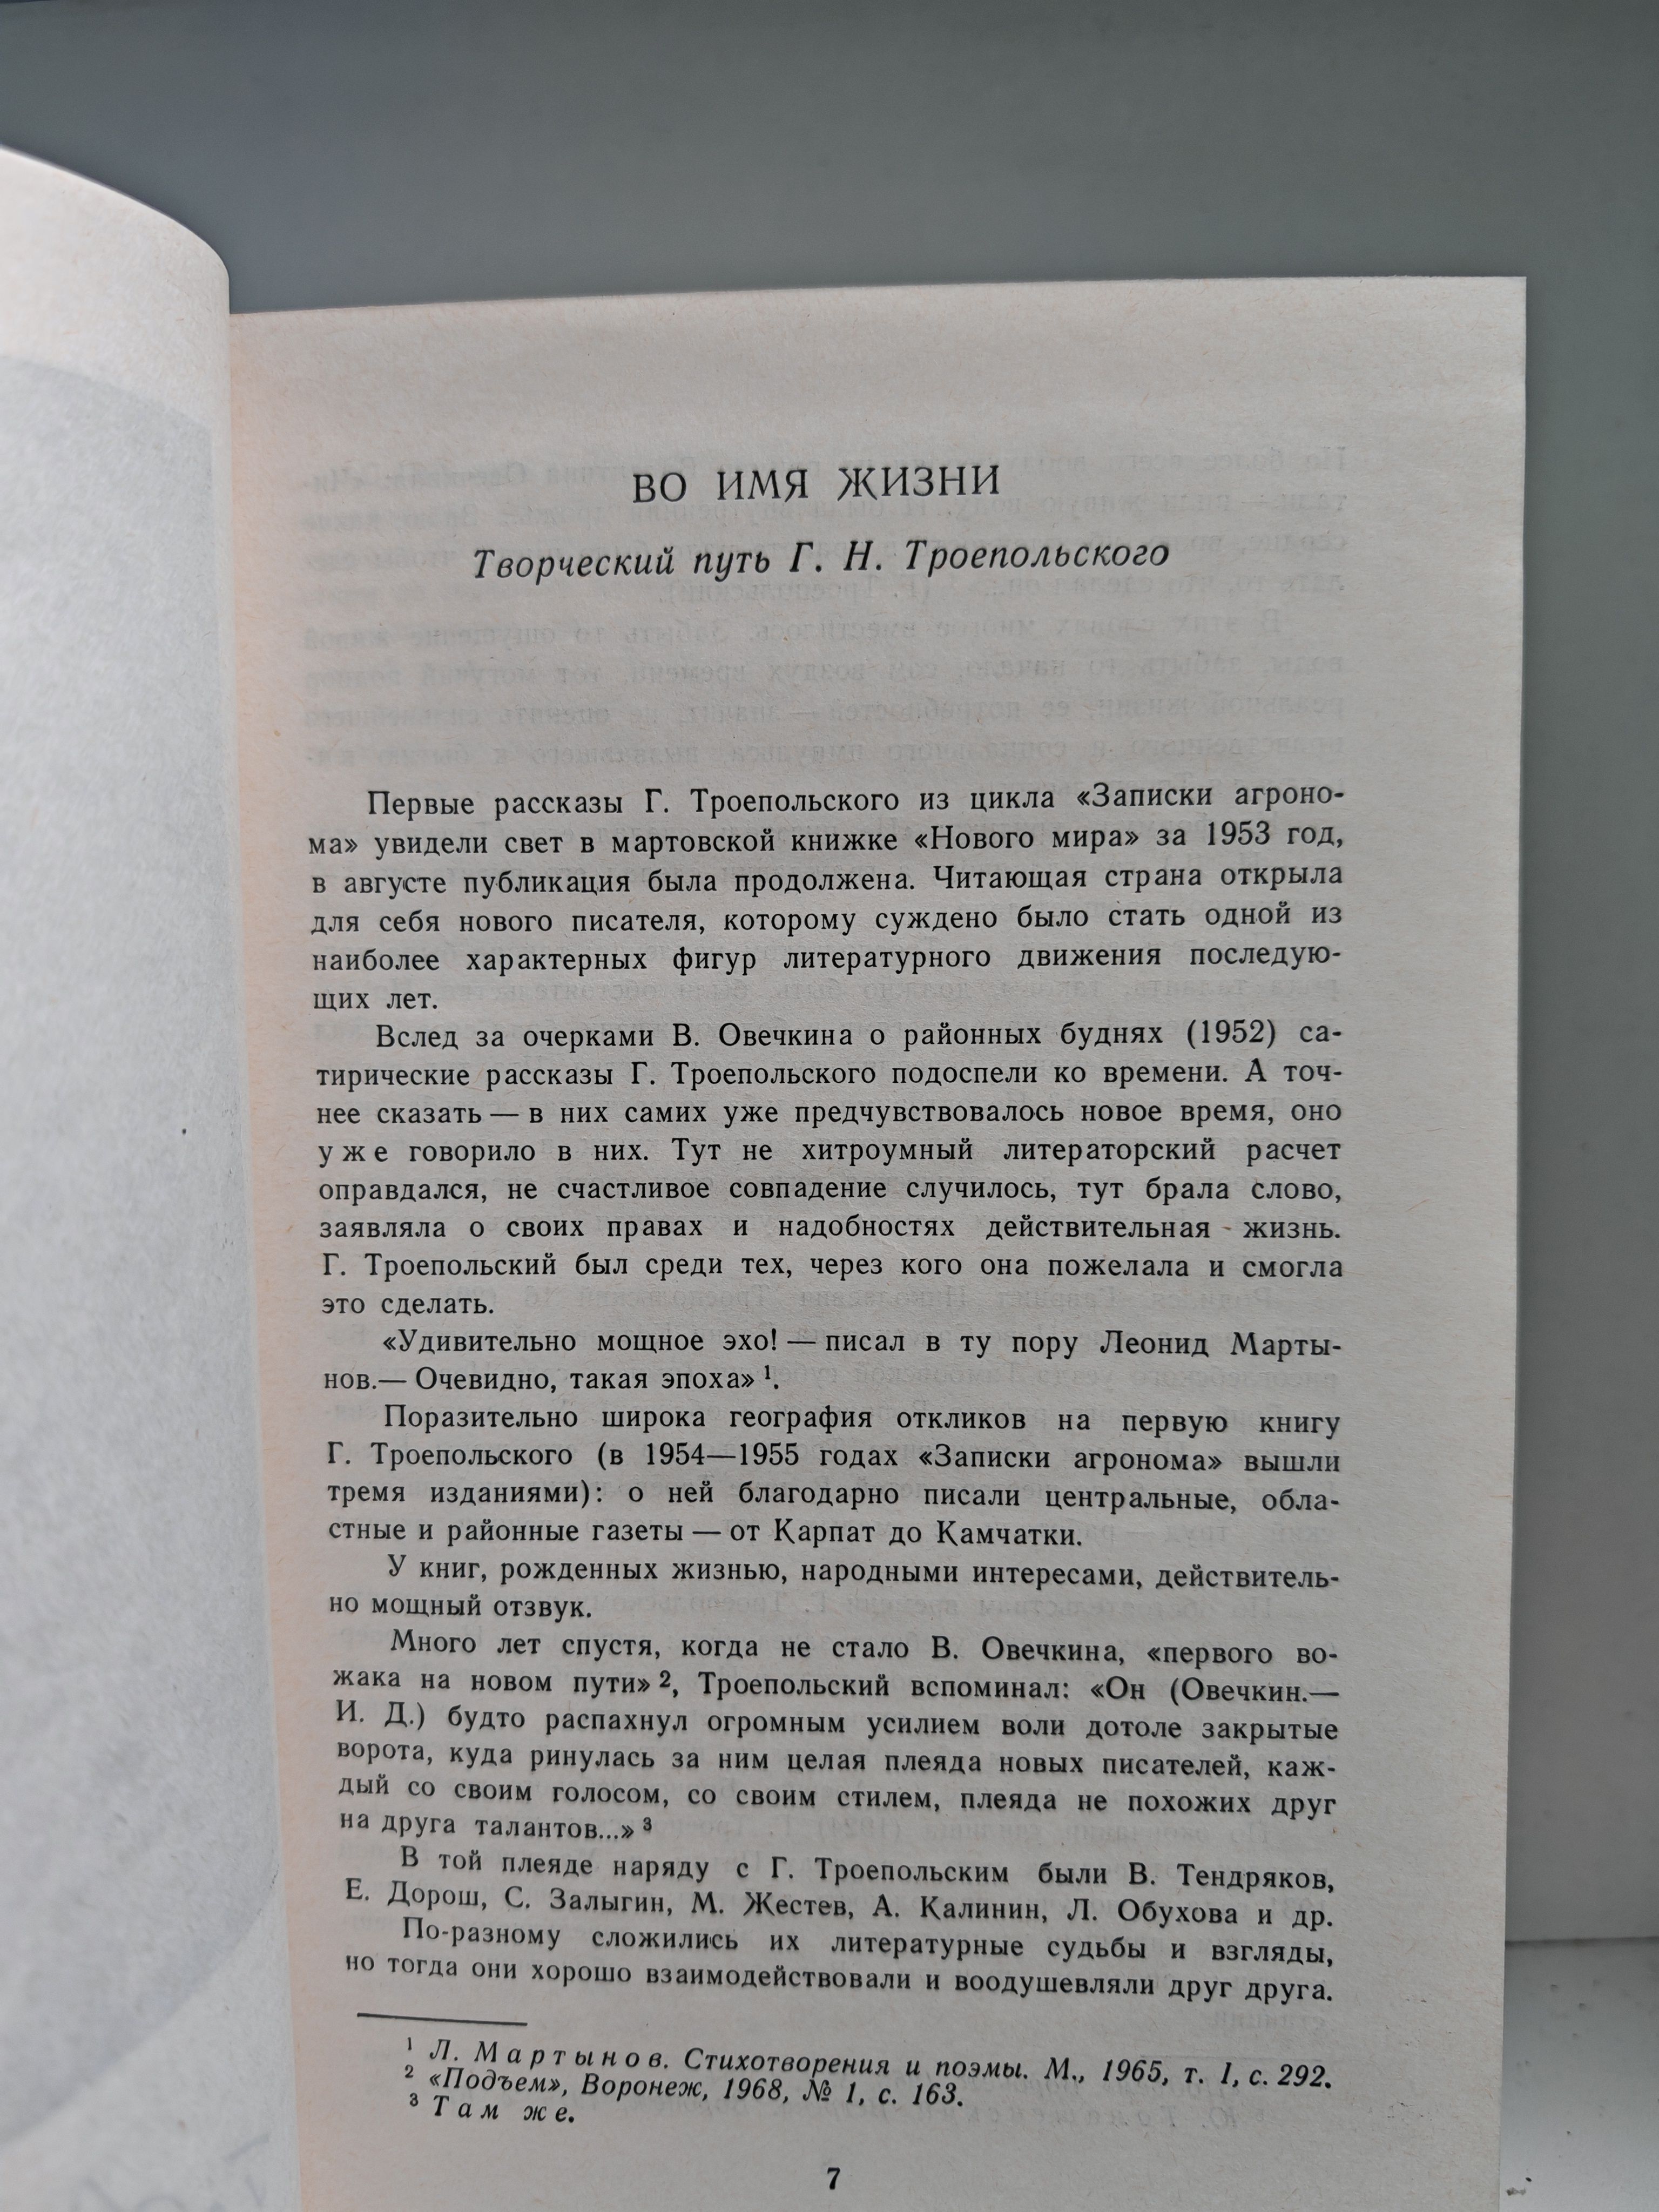 ВО ИМЯ ЖИЗНИ
Творческий путь Г. Н. Троепольского
Первые рассказы Г. Троепольского из цикла «Записки агроно-
ма» увидели свет в мартовской книжке «Нового мира» за 1953 год,
в августе публикация была продолжена. Читающая страна открыла
для себя нового писателя, которому суждено было стать одной из
наиболее характерных фигур литературного движения последую-
щих лет.
Вслед за очерками В. Овечкина о районных буднях (1952) са-
тирические рассказы Г. Троепольского подоспели ко времени. А точ-
нее сказать — в них самих уже предчувствовалось новое время, оно
уже говорило в них. Тут не хитроумный литераторский расчет
оправдался, не счастливое совпадение случилось, тут брала слово,
заявляла о своих правах и надобностях действительная жизнь.
Г. Троепольский был среди тех, через кого она пожелала и смогла
это сделать.
«Удивительно мощное эхо! — писал в ту пору Леонид Марты-
нов.— Очевидно, такая эпоха» ¹.
Поразительно широка география откликов на первую книгу
Г. Троепольского (в 1954—1955 годах «Записки агронома» вышли
тремя изданиями): о ней благодарно писали центральные, обла-
стные и районные газеты — от Карпат до Камчатки.
У книг, рожденных жизнью, народными интересами, действитель-
но мощный отзвук.
Много лет спустя, когда не стало В. Овечкина, «первого во-
жака на новом пути» ², Троепольский вспоминал: «Он (Овечкин.—
И. Д.) будто распахнул огромным усилием воли дотоле закрытые
ворота, куда ринулась за ним целая плеяда новых писателей, каж-
дый со своим голосом, со своим стилем, плеяда не похожих друг
на друга талантов...» ³
В той плеяде наряду с Г. Троепольским были В. Тендряков,
Е. Дорош, С. Залыгин, М. Жестев, А. Калинин, Л. Обухова и др.
По-разному сложились их литературные судьбы и взгляды,
но тогда они хорошо взаимодействовали и воодушевляли друг друга.
¹ Л. Мартынов. Стихотворения и поэмы. М., 1965, т. I, с. 292.
² «Подъем», Воронеж, 1968, № 1, с. 163.
³ Там же.
7